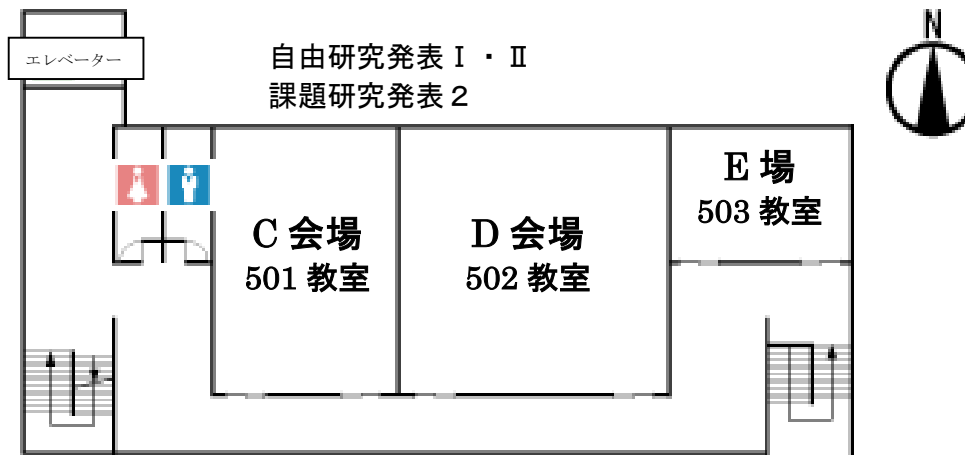 エレベーター
自由研究発表Ⅰ・Ⅱ
課題研究発表2
N
C 会場
501 教室
D 会場
502 教室
E 場
503 教室